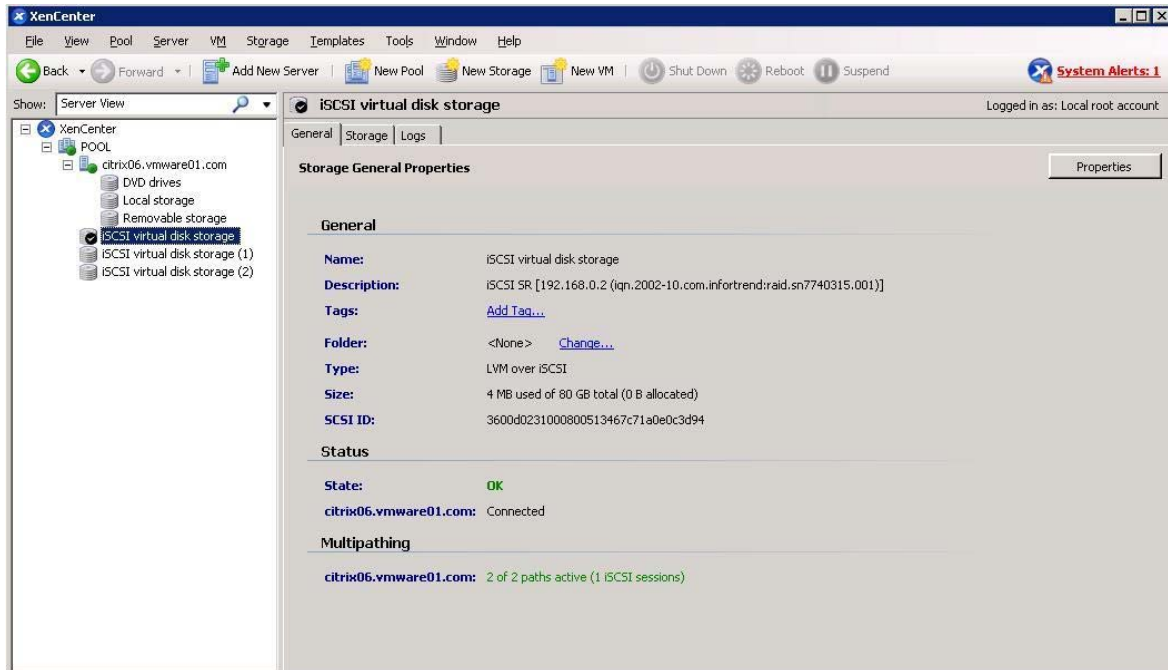 XenCenter
File View Pool Server VM Storage Templates Tools Window Help
Back Forward Add New Server New Pool New Storage New VM Shut Down Reboot Suspend System Alerts: 1
Show: Server View
iSCSI virtual disk storage Logged in as: Local root account
XenCenter
POOL
citrix06.vmware01.com
DVD drives
Local storage
Removable storage
iSCSI virtual disk storage
iSCSI virtual disk storage (1)
iSCSI virtual disk storage (2)
General Storage Logs
Storage General Properties Properties
General
Name: iSCSI virtual disk storage
Description: iSCSI SR [192.168.0.2 (iqn.2002-10.com.infortrend:raid.sn7740315.001)]
Tags: Add Tag...
Folder: <None> Change...
Type: LVM over iSCSI
Size: 4 MB used of 80 GB total (0 B allocated)
SCSI ID: 3600d0231000800513467c71a0e0c3d94
Status
State: OK
citrix06.vmware01.com: Connected
Multipathing
citrix06.vmware01.com: 2 of 2 paths active (1 iSCSI sessions)